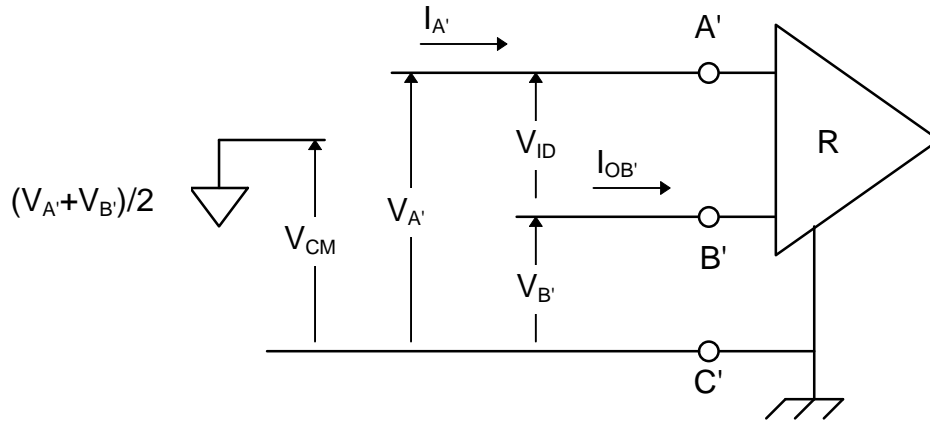 I_A'
A'
V_ID
R
I_OB'
(V_A'+V_B')/2
V_A'
V_CM
B'
V_B'
C'